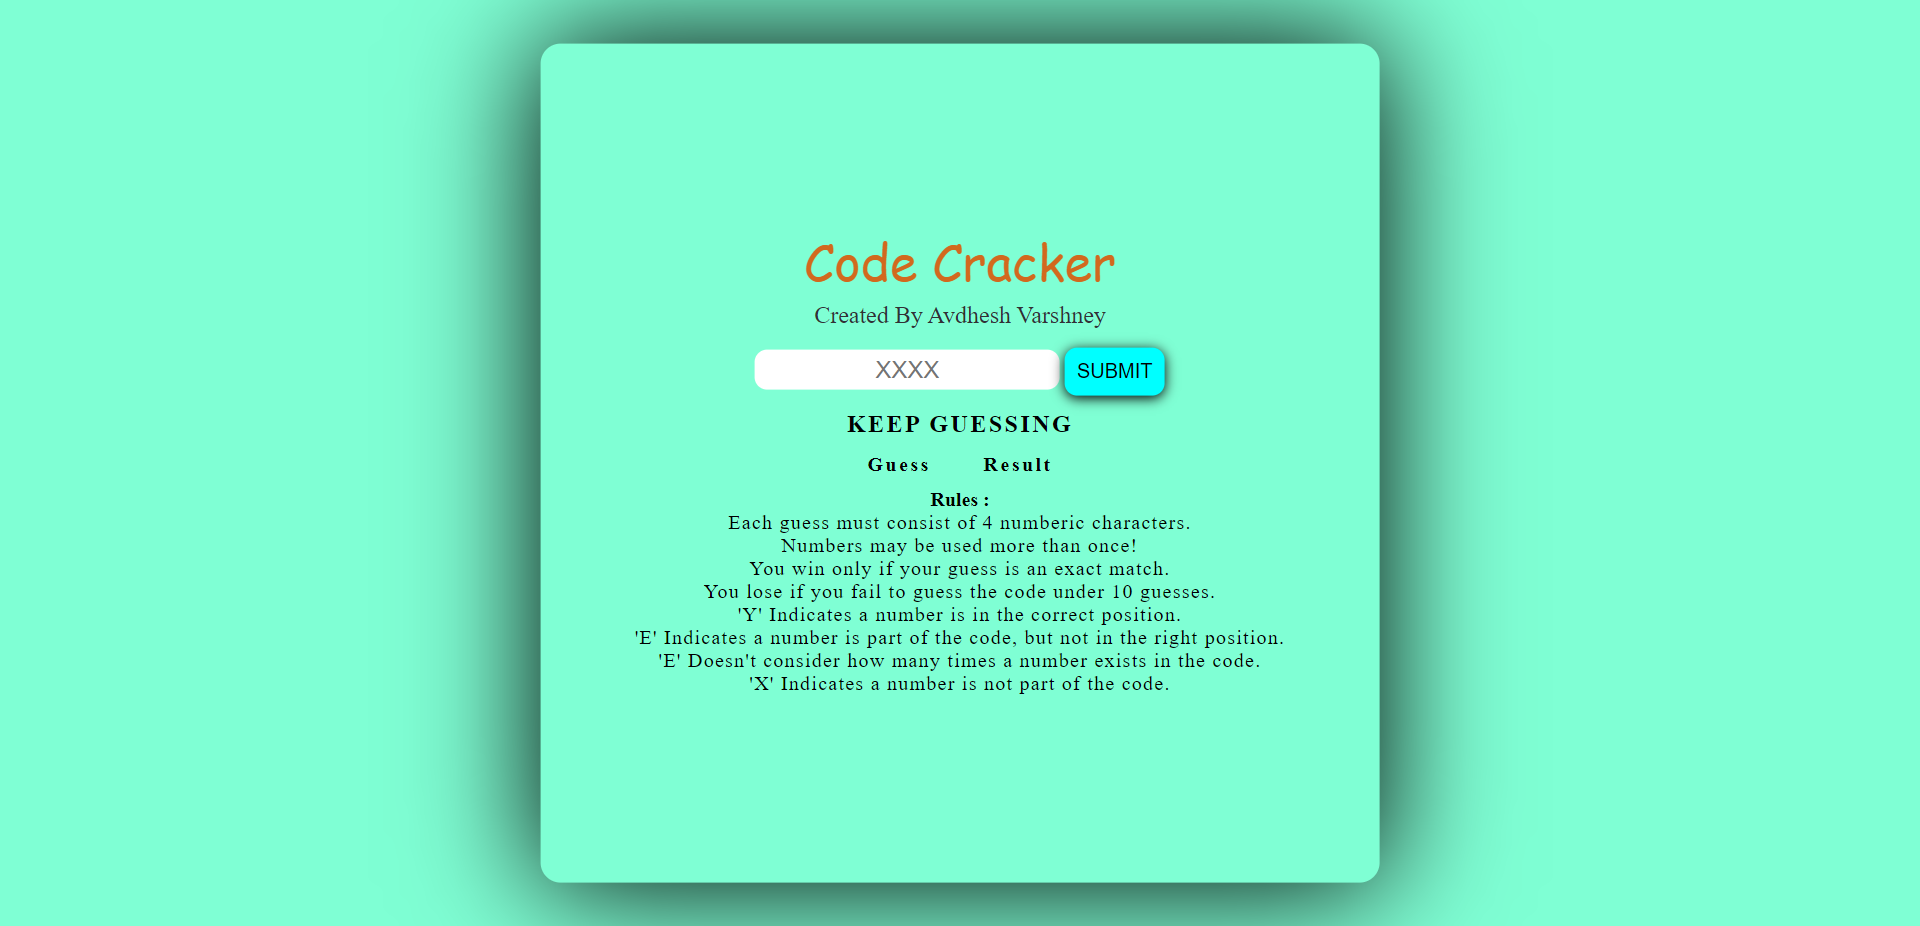 Code Cracker
Created By Avdhesh Varshney
XXXX SUBMIT
KEEP GUESSING
Guess Result
Rules :
Each guess must consist of 4 numberic characters.
Numbers may be used more than once!
You win only if your guess is an exact match.
You lose if you fail to guess the code under 10 guesses.
'Y' Indicates a number is in the correct position.
'E' Indicates a number is part of the code, but not in the right position.
'E' Doesn't consider how many times a number exists in the code.
'X' Indicates a number is not part of the code.